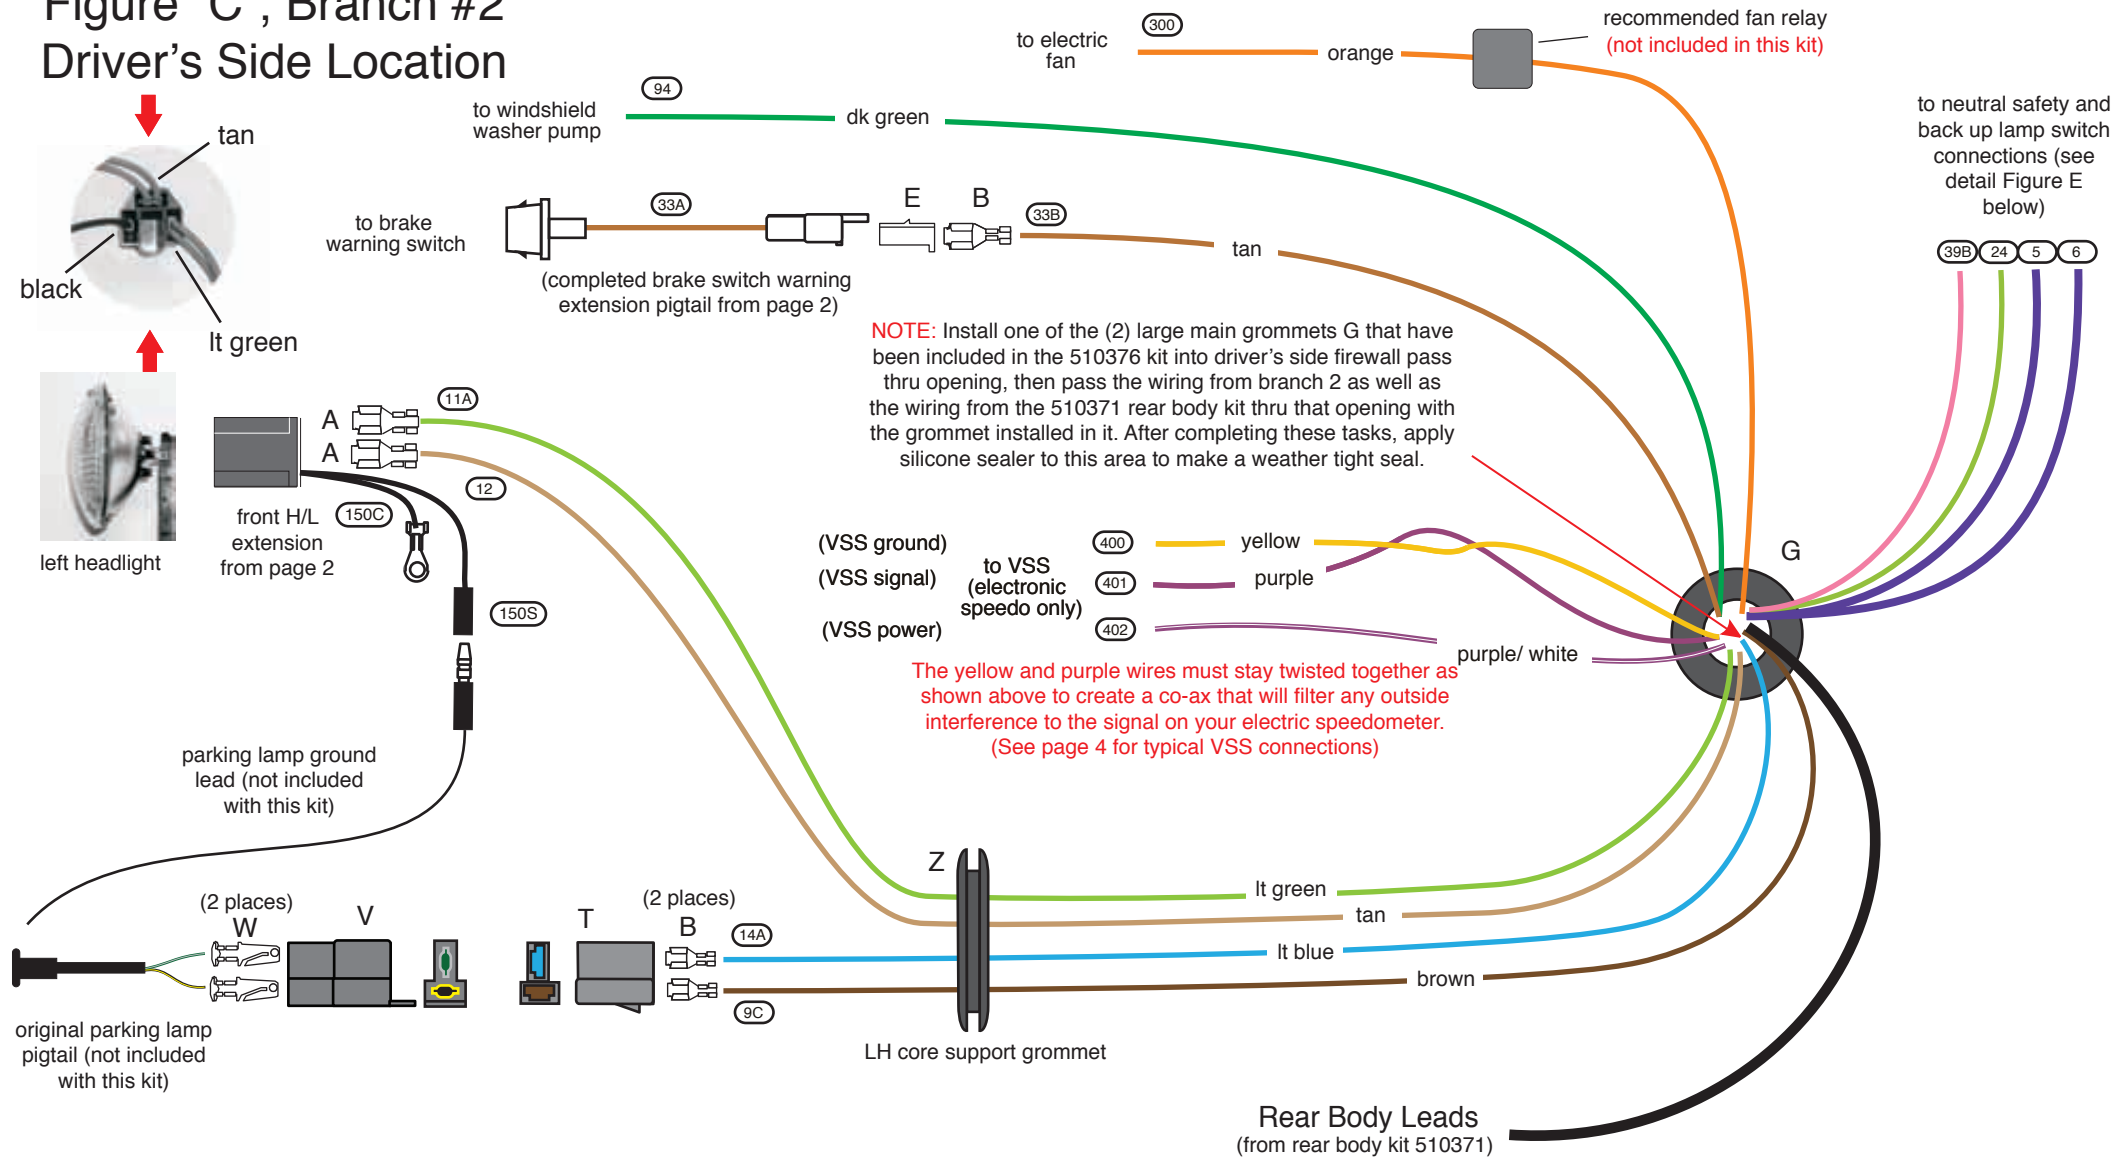 Figure "C", Branch #2
Driver's Side Location
tan
black
lt green
left headlight
to electric
fan
300
orange
recommended fan relay
(not included in this kit)
to windshield
washer pump
94
dk green
to neutral safety and
back up lamp switch
connections (see
detail Figure E
below)
39B
24
5
6
to brake
warning switch
33A
E
B
33B
tan
(completed brake switch warning
extension pigtail from page 2)
NOTE: Install one of the (2) large main grommets G that have
been included in the 510376 kit into driver's side firewall pass
thru opening, then pass the wiring from branch 2 as well as
the wiring from the 510371 rear body kit thru that opening with
the grommet installed in it. After completing these tasks, apply
silicone sealer to this area to make a weather tight seal.
A
11A
A
12
150C
front H/L
extension
from page 2
150S
(VSS ground)
(VSS signal)
(VSS power)
to VSS
(electronic
speedo only)
400
yellow
401
purple
402
purple/ white
G
The yellow and purple wires must stay twisted together as
shown above to create a co-ax that will filter any outside
interference to the signal on your electric speedometer.
(See page 4 for typical VSS connections)
parking lamp ground
lead (not included
with this kit)
Z
lt green
tan
lt blue
brown
(2 places)
W
V
T
(2 places)
B
14A
9C
original parking lamp
pigtail (not included
with this kit)
LH core support grommet
Rear Body Leads
(from rear body kit 510371)